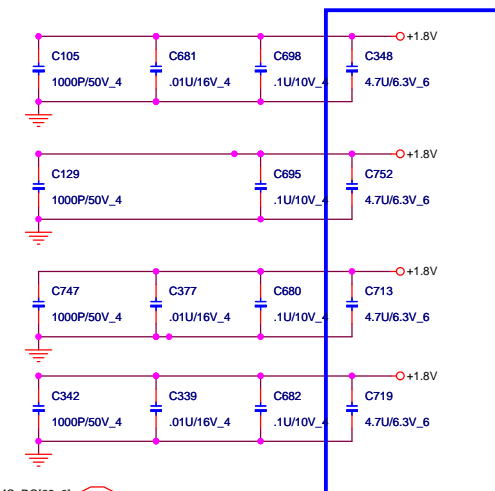 +1.8V
C105 C681 C698 C348
1000P/50V_4 .01U/16V_4 .1U/10V_4 4.7U/6.3V_6
+1.8V
C129 C695 C752
1000P/50V_4 .1U/10V_4 4.7U/6.3V_6
+1.8V
C747 C377 C680 C713
1000P/50V_4 .01U/16V_4 .1U/10V_4 4.7U/6.3V_6
+1.8V
C342 C339 C682 C719
1000P/50V_4 .01U/16V_4 .1U/10V_4 4.7U/6.3V_6